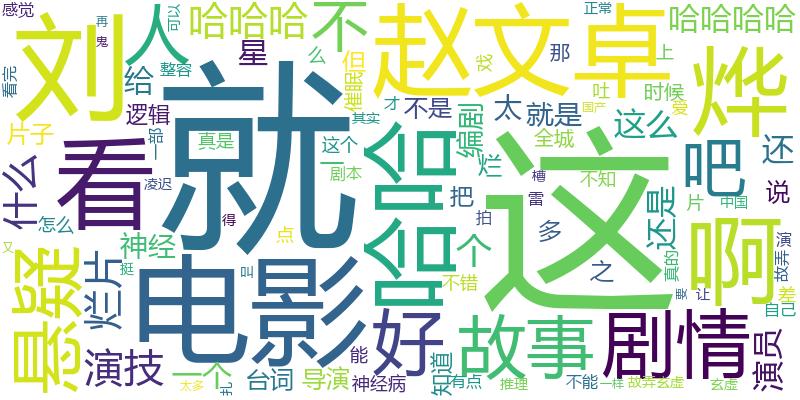 感觉
再
鬼
可以
哈哈哈
不
赵文卓
哈哈哈哈
刘
人
星
么
但
戏
那
上
正常
烨
看完
给
整容
催眠
吐
时候
爱
逻辑
才
不是
太
就是
国产
片子
一部
就
真是
其实
编剧
这么
看
哈哈哈
这
全城
吧
还
什么
这个
一
剧本
烂
槽
不知
说
凌迟
把
雷
片
中国
怎么
得
拍
多
还是
啊
演
神经
点
个
之
真的
故弄
又
悬疑
烂片
挺
电影
叫
不错
要
让
差
自己
好
故事
剧情
演员
演技
一个
能
知道
太多
扎
台词
导演
神经病
有点
推理
不能
一样
故弄玄虚
玄虚